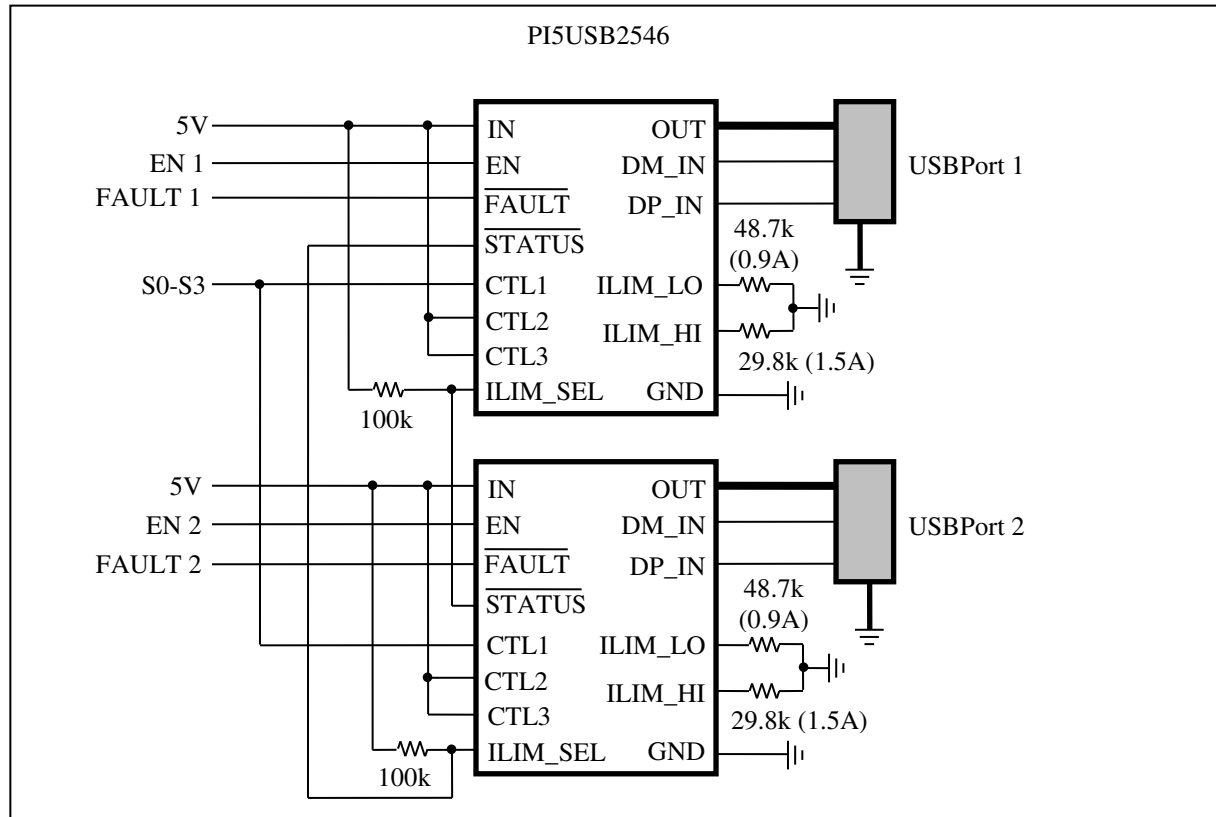 PI5USB2546
5V
EN 1
FAULT 1
S0-S3
IN
EN
FAULT
STATUS
CTL1
CTL2
CTL3
ILIM_SEL
100k
OUT
DM_IN
DP_IN
ILIM_LO
ILIM_HI
GND
48.7k
(0.9A)
29.8k (1.5A)
USBPort 1
5V
EN 2
FAULT 2
IN
EN
FAULT
STATUS
CTL1
CTL2
CTL3
ILIM_SEL
100k
OUT
DM_IN
DP_IN
ILIM_LO
ILIM_HI
GND
48.7k
(0.9A)
29.8k (1.5A)
USBPort 2